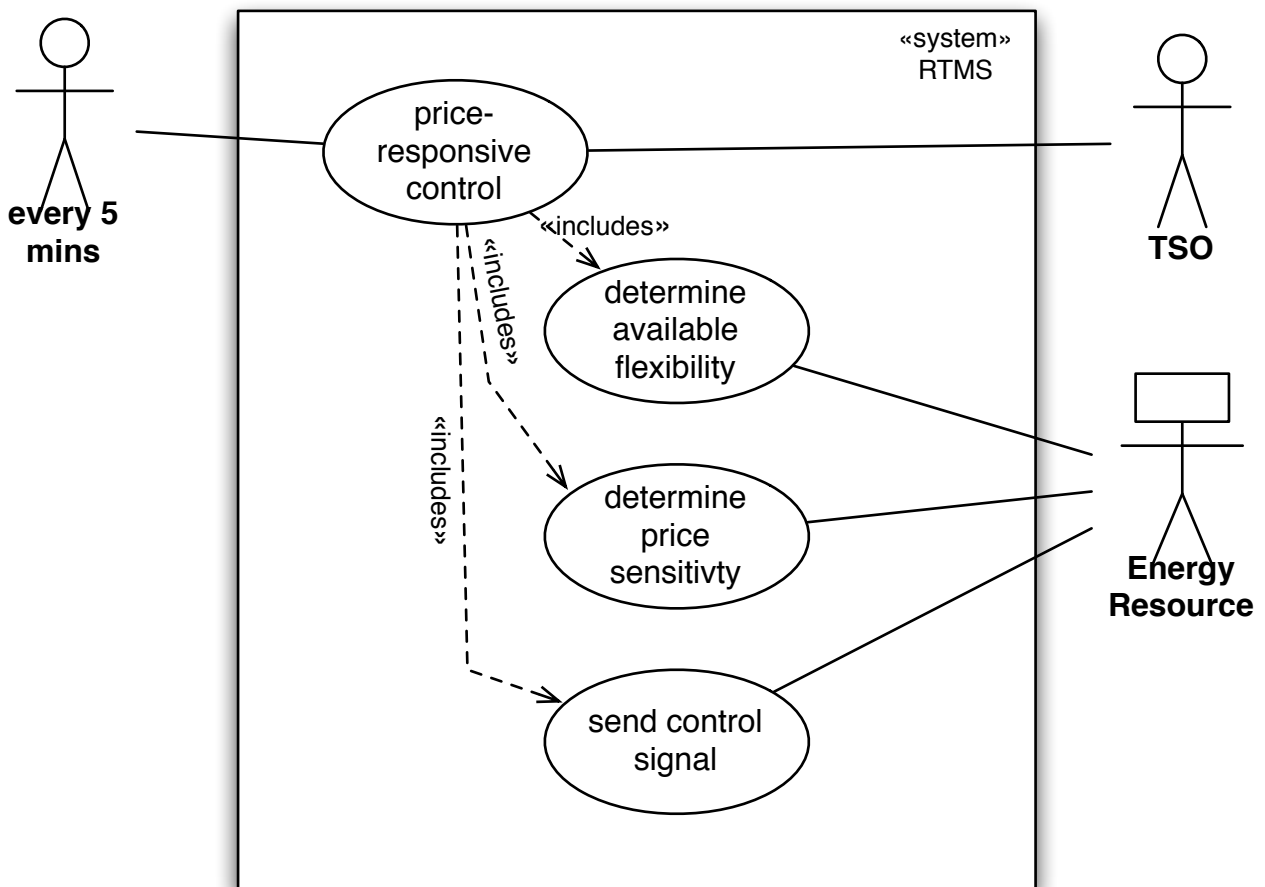 «system»
RTMS
price-
responsive
control
every 5
mins
TSO
«includes»
«includes»
determine
available
flexibility
«includes»
determine
price
sensitivty
Energy
Resource
send control
signal